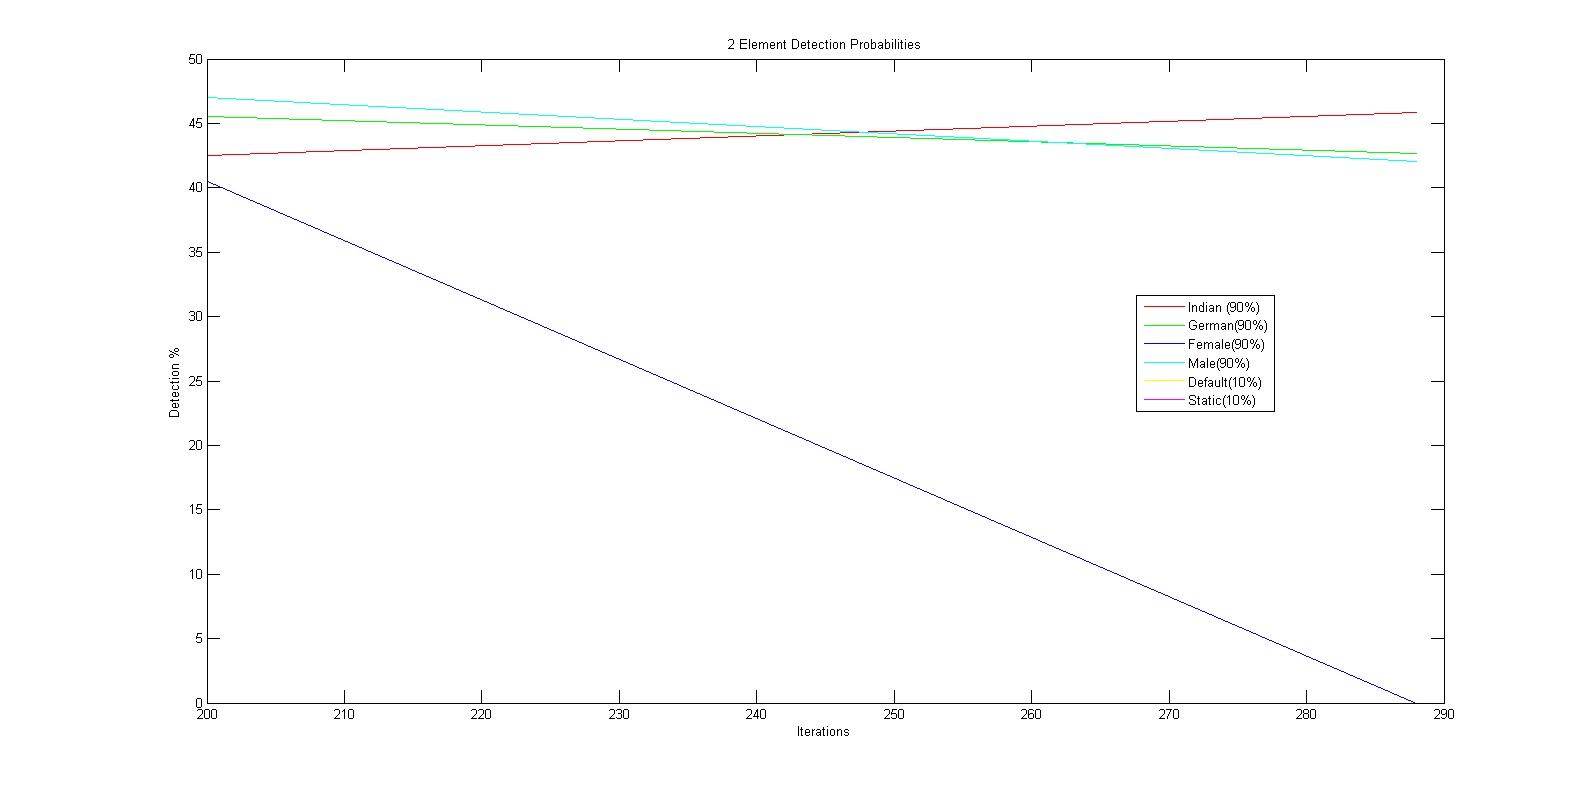 2 Element Detection Probabilities
50
45
40
35
30
25
20
15
10
5
0
Detection %
Indian (90%)
German(90%)
Female(90%)
Male(90%)
Default(10%)
Static(10%)
200 210 220 230 240 250 260 270 280 290
Iterations